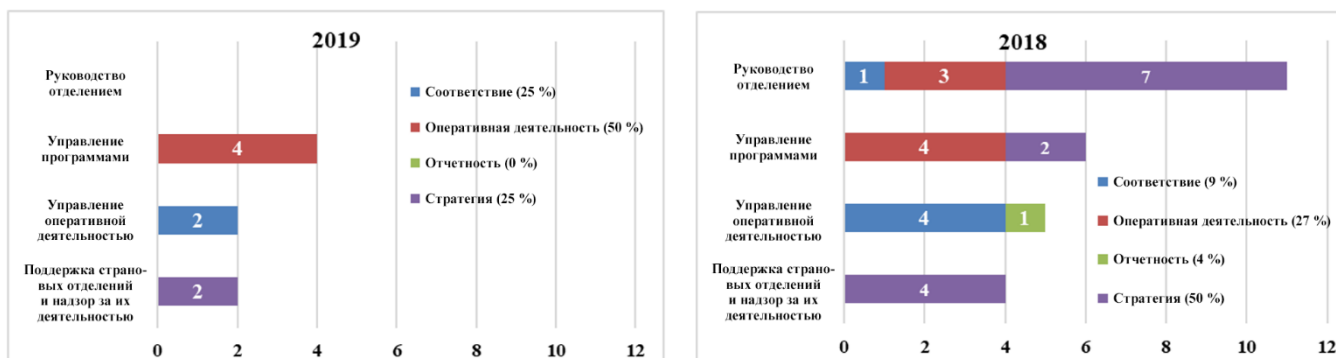 2019
Руководство
отделением
Управление
программами
4
Управление
оперативной
деятельностью
2
Поддержка страно-
вых отделений
и надзор за их
деятельностью
2
0 2 4 6 8 10 12
Соответствие (25 %)
Оперативная деятельность (50 %)
Отчетность (0 %)
Стратегия (25 %)
2018
Руководство
отделением
1 3 7
Управление
программами
4 2
Управление
оперативной
деятельностью
4 1
Поддержка страно-
вых отделений
и надзор за их
деятельностью
4
0 2 4 6 8 10 12
Соответствие (9 %)
Оперативная деятельность (27 %)
Отчетность (4 %)
Стратегия (50 %)